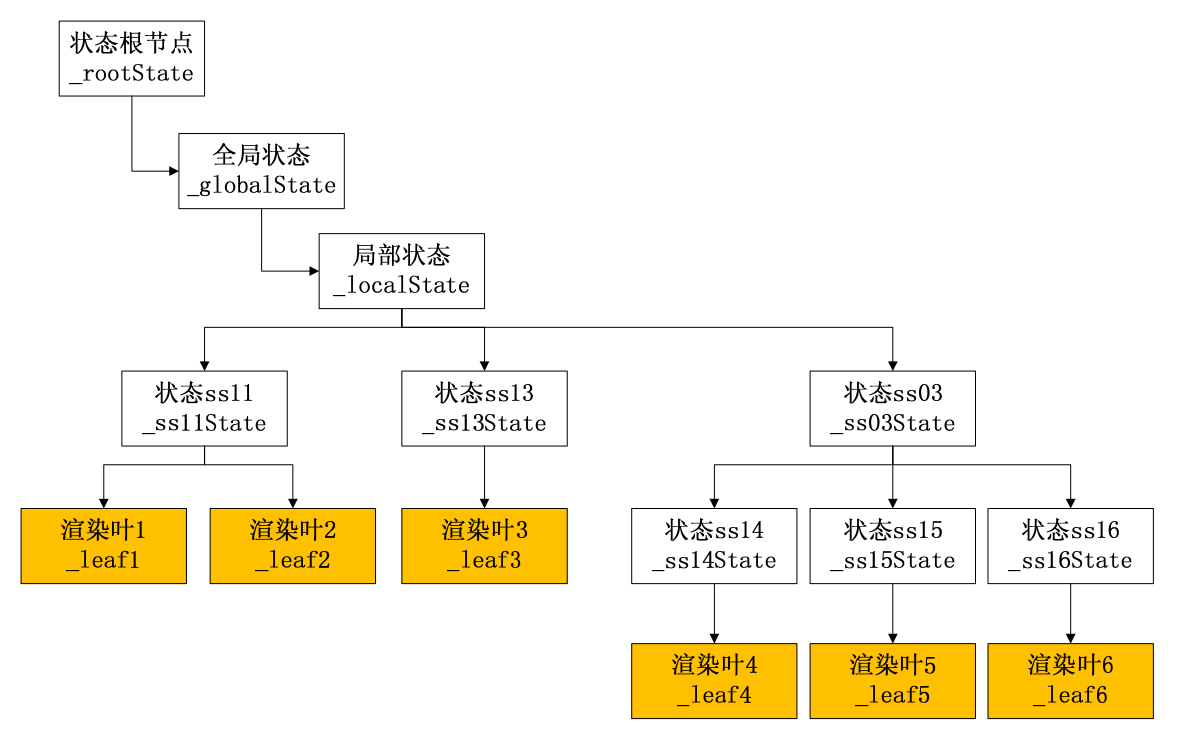 状态根节点
_rootState
全局状态
_globalState
局部状态
_localState
状态ss11
_ss11State
状态ss13
_ss13State
状态ss03
_ss03State
渲染叶1
_leaf1
渲染叶2
_leaf2
渲染叶3
_leaf3
状态ss14
_ss14State
状态ss15
_ss15State
状态ss16
_ss16State
渲染叶4
_leaf4
渲染叶5
_leaf5
渲染叶6
_leaf6